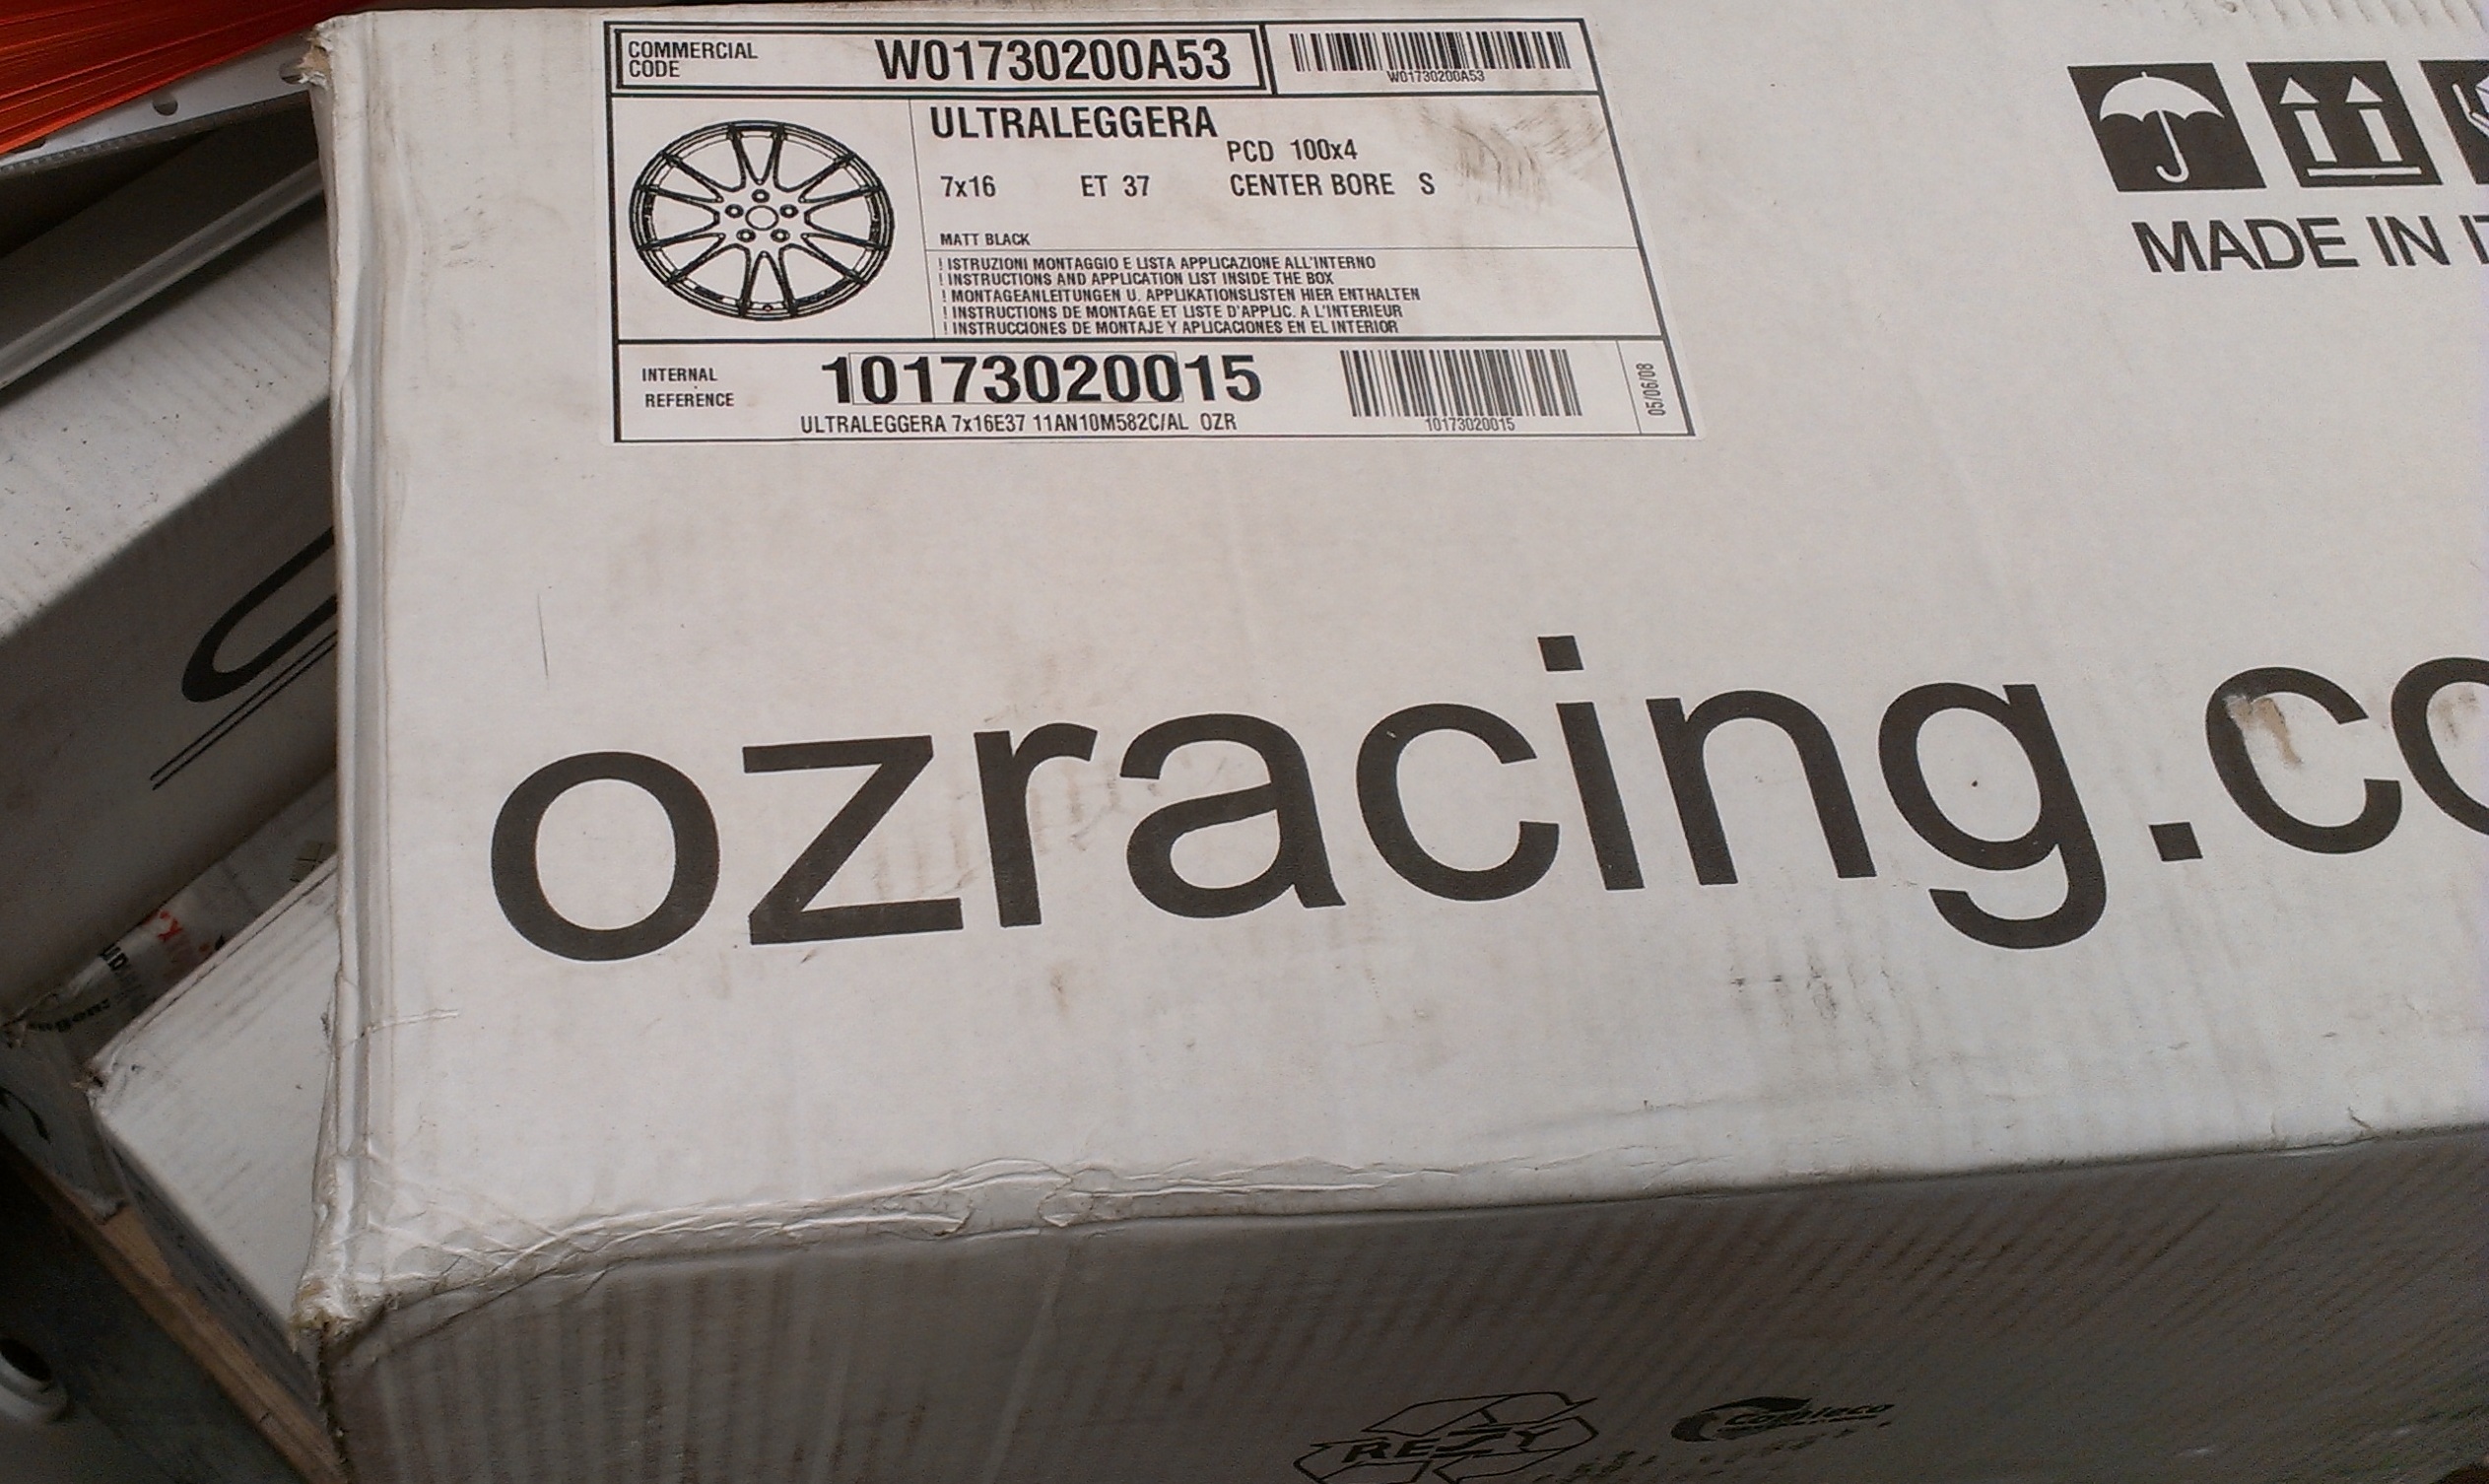 COMMERCIAL
CODE
W01730200A53
W01730200A53
ULTRALEGGERA
PCD 100x4
7x16 ET 37 CENTER BORE S
MATT BLACK
! ISTRUZIONI MONTAGGIO E LISTA APPLICAZIONE ALL'INTERNO
! INSTRUCTIONS AND APPLICATION LIST INSIDE THE BOX
! MONTAGEANLEITUNGEN U. APPLIKATIONSLISTEN HIER ENTHALTEN
! INSTRUCTIONS DE MONTAGE ET LISTE D'APPLIC. A L'INTERIEUR
! INSTRUCCIONES DE MONTAJE Y APLICACIONES EN EL INTERIOR
INTERNAL
REFERENCE
10173020015
ULTRALEGGERA 7x16E37 11AN10M582C/AL OZR
10173020015
05/06/08
MADE IN
ozracing.co
RESY
Comieco